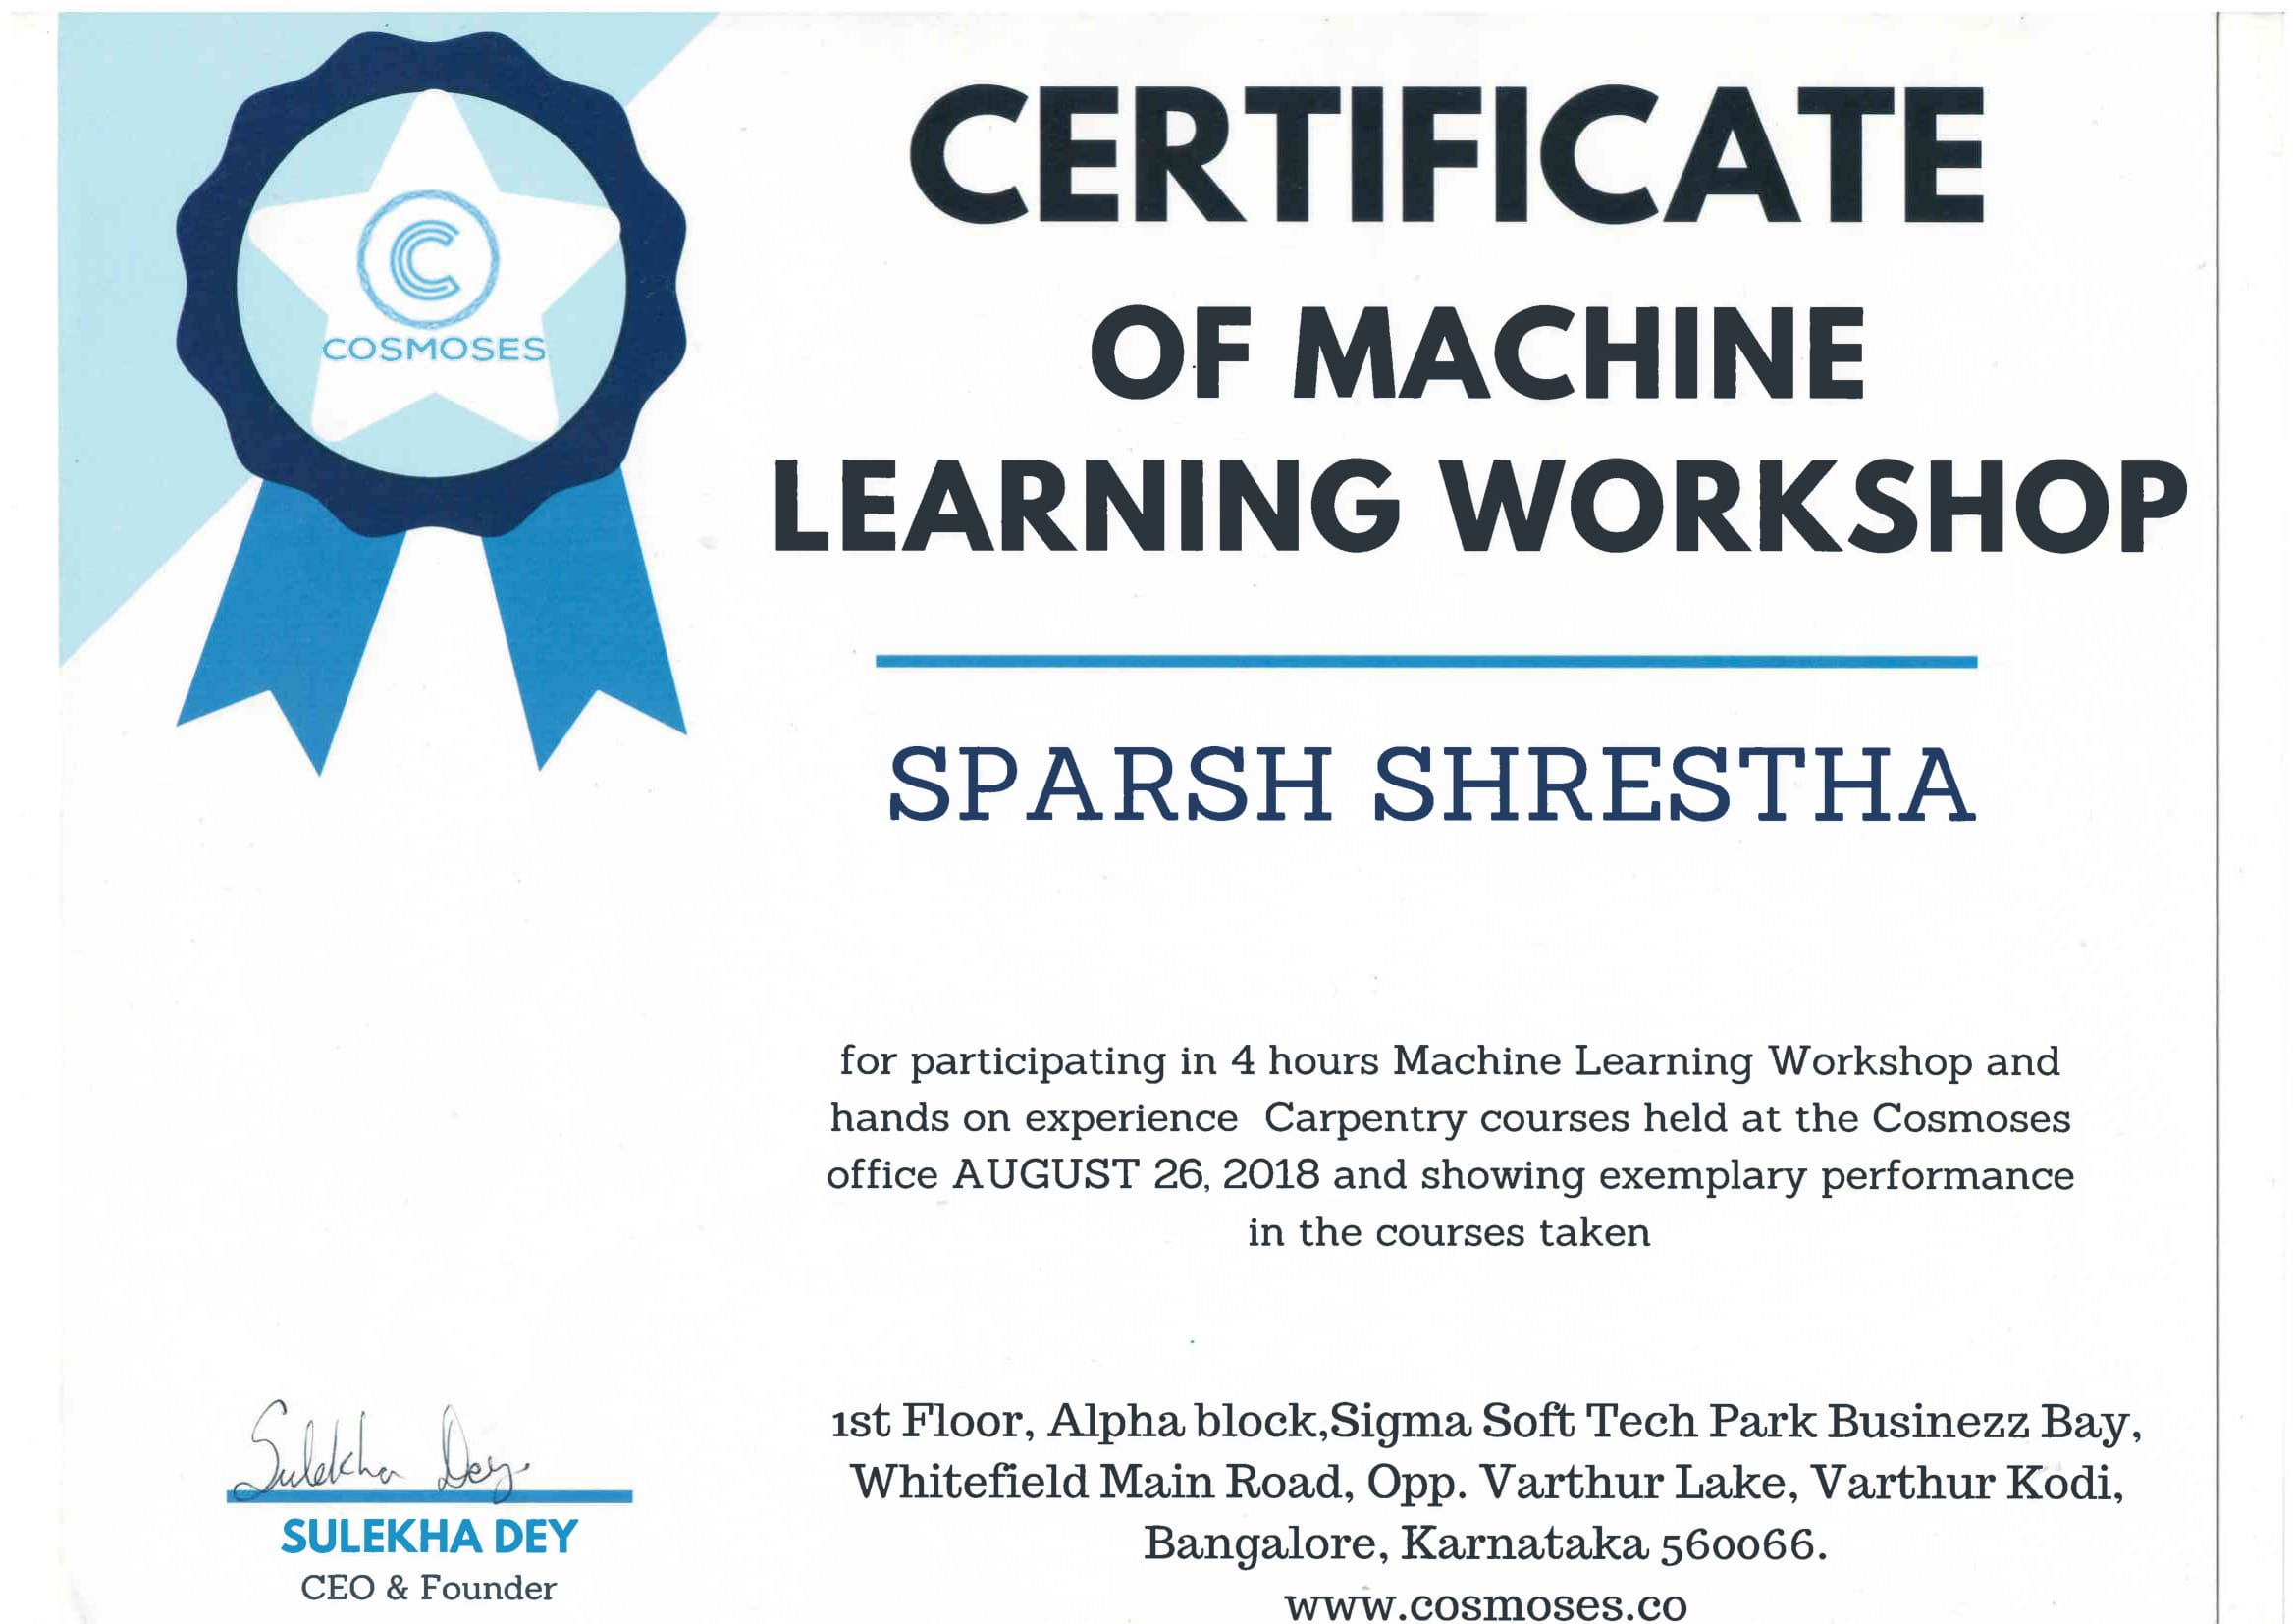 C
COSMOSES
CERTIFICATE
OF MACHINE
LEARNING WORKSHOP
SPARSH SHRESTHA
for participating in 4 hours Machine Learning Workshop and
hands on experience Carpentry courses held at the Cosmoses
office AUGUST 26, 2018 and showing exemplary performance
in the courses taken
Sulekha Dey
SULEKHA DEY
CEO & Founder
1st Floor, Alpha block,Sigma Soft Tech Park Businezz Bay,
Whitefield Main Road, Opp. Varthur Lake, Varthur Kodi,
Bangalore, Karnataka 560066.
www.cosmoses.co